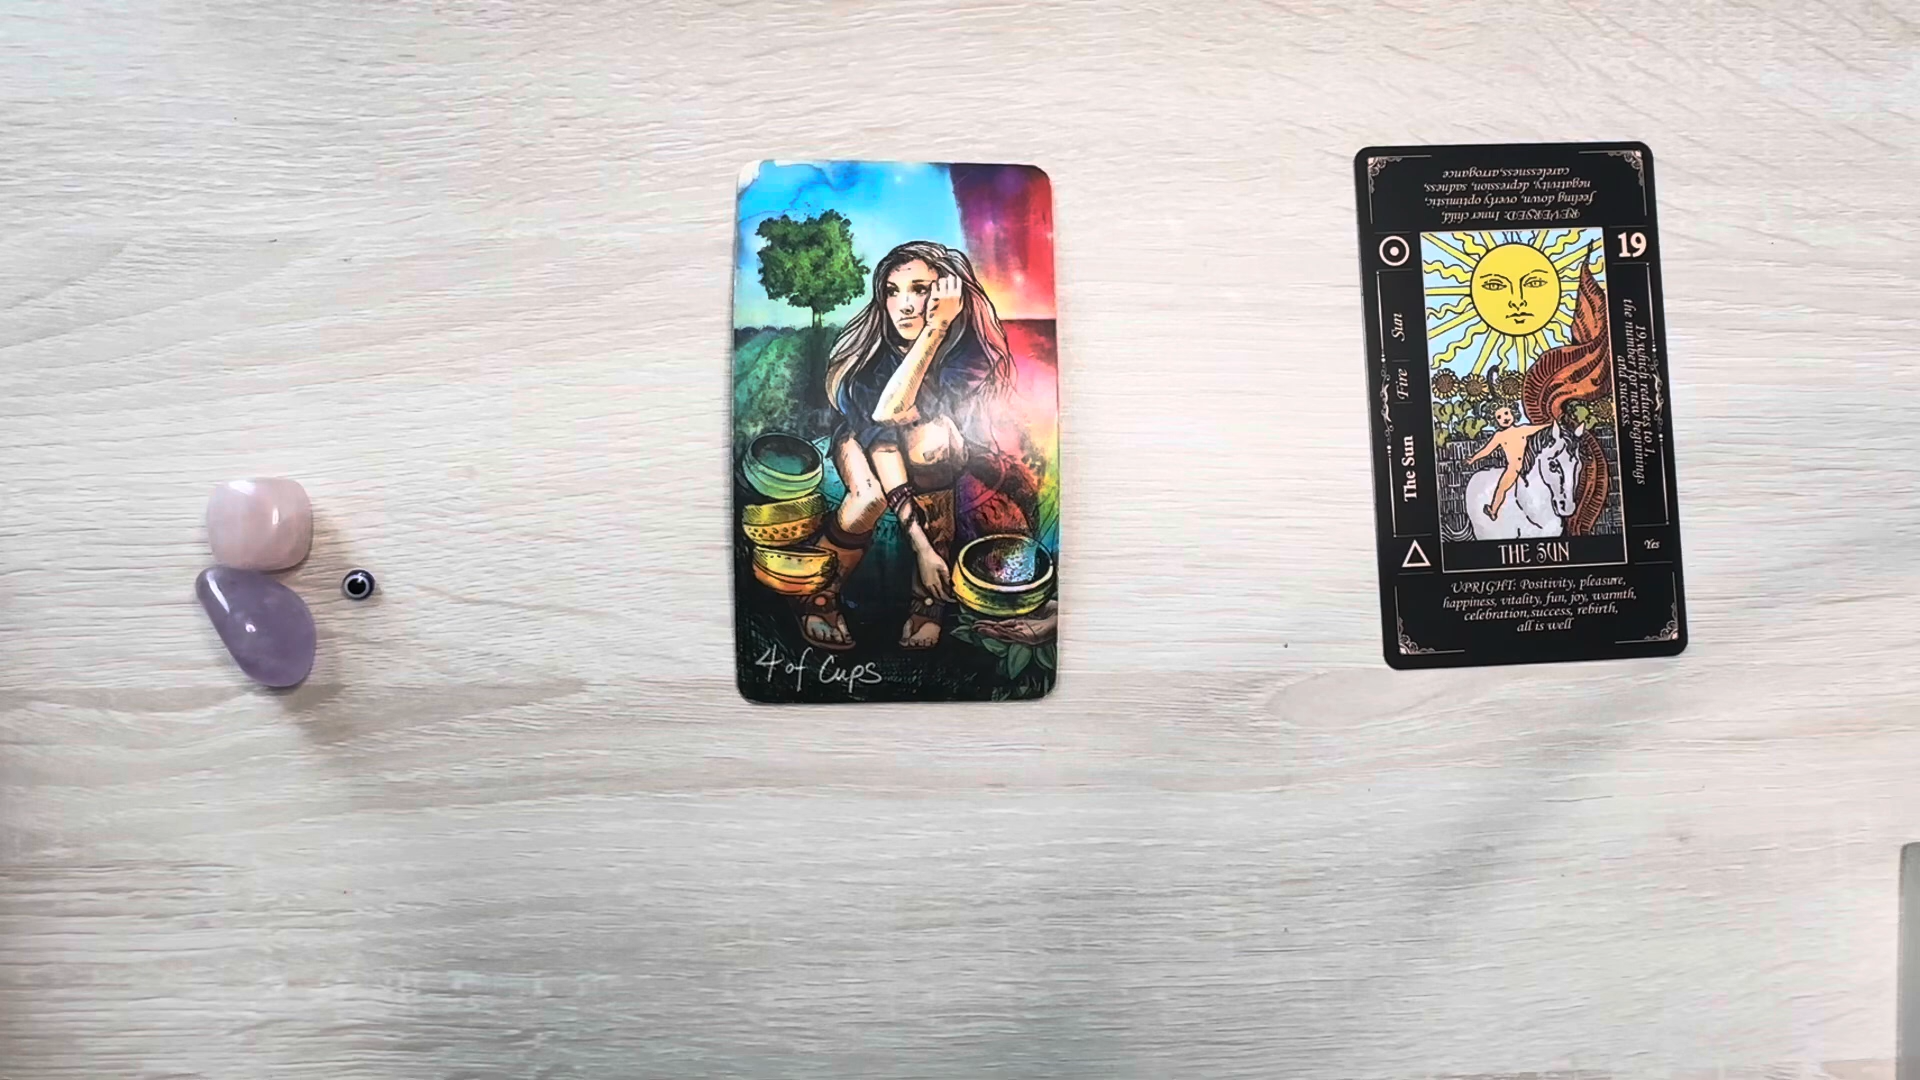 4 of Cups
REVERSED: Inner child,
feeling down, overly optimistic,
negativity, depression, sadness,
carelessness,arrogance
19
XIX
Sun
Fire
The Sun
19,which reduces to 1,
the number for new beginnings
and success.
THE SUN
Yes
UPRIGHT: Positivity, pleasure,
happiness, vitality, fun, joy, warmth,
celebration,success, rebirth,
all is well